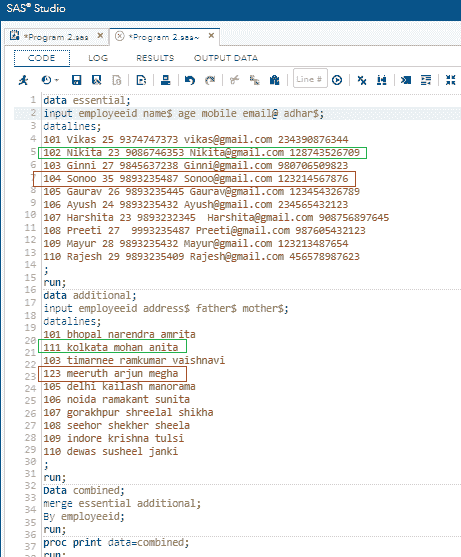 SAS® Studio
*Program 2.sas × *Program 2.sas~ ×
CODE LOG RESULTS OUTPUT DATA
Line #
1 data essential;
2 input employeeid name$ age mobile email@ adhar$;
3 datalines;
4 101 Vikas 25 9374747373 vikas@gmail.com 234390876344
5 102 Nikita 23 9086746353 Nikita@gmail.com 128743526709
6 103 Ginni 27 9845637238 Ginni@gmail.com 980706509823
7 104 Sonoo 35 9893235487 Sonoo@gmail.com 123214567876
8 105 Gaurav 26 9893235445 Gaurav@gmail.com 123454326789
9 106 Ayush 24 9893235432 Ayush@gmail.com 234565432123
10 107 Harshita 23 9893232345 Harshita@gmail.com 908756897645
11 108 Preeti 27 9993235487 Preeti@gmail.com 987605432123
12 109 Mayur 28 9893235432 Mayur@gmail.com 123213487654
13 110 Rajesh 29 9893235409 Rajesh@gmail.com 456578987623
14 ;
15 run;
16 data additional;
17 input employeeid address$ father$ mother$;
18 datalines;
19 101 bhopal narendra amrita
20 111 kolkata mohan anita
21 103 timarnee ramkumar vaishnavi
22 123 meeruth arjun megha
23 105 delhi kailash manorama
24 106 noida ramakant sunita
25 107 gorakhpur shreelal shikha
26 108 seehor shekher sheela
27 109 indore krishna tulsi
28 110 dewas susheel janki
29 ;
30 run;
31 Data combined;
32 merge essential additional;
33 By employeeid;
34 run;
35 proc print data=combined;
36 run;
37